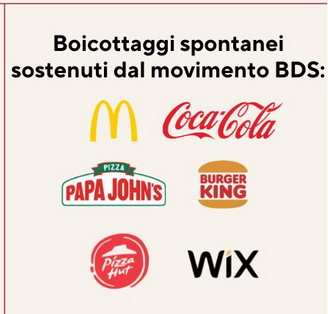 Boicottaggi spontanei
sostenuti dal movimento BDS:
Coca-Cola
PIZZA
PAPA JOHN'S
BURGER
KING
Pizza
Hut
WiX